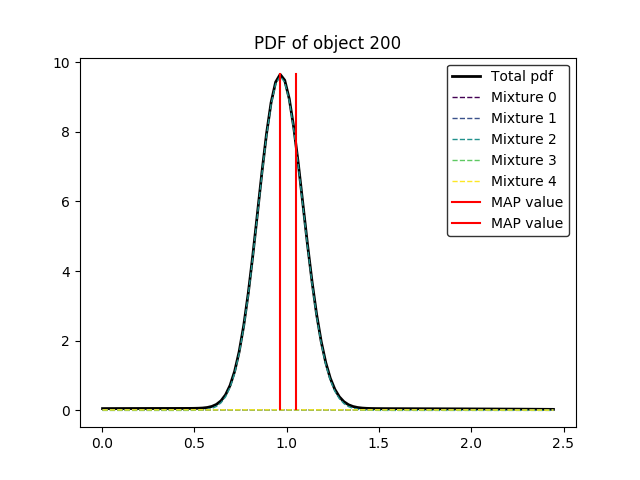 PDF of object 200
10
8
6
4
2
0
0.0 0.5 1.0 1.5 2.0 2.5
Total pdf
Mixture 0
Mixture 1
Mixture 2
Mixture 3
Mixture 4
MAP value
MAP value